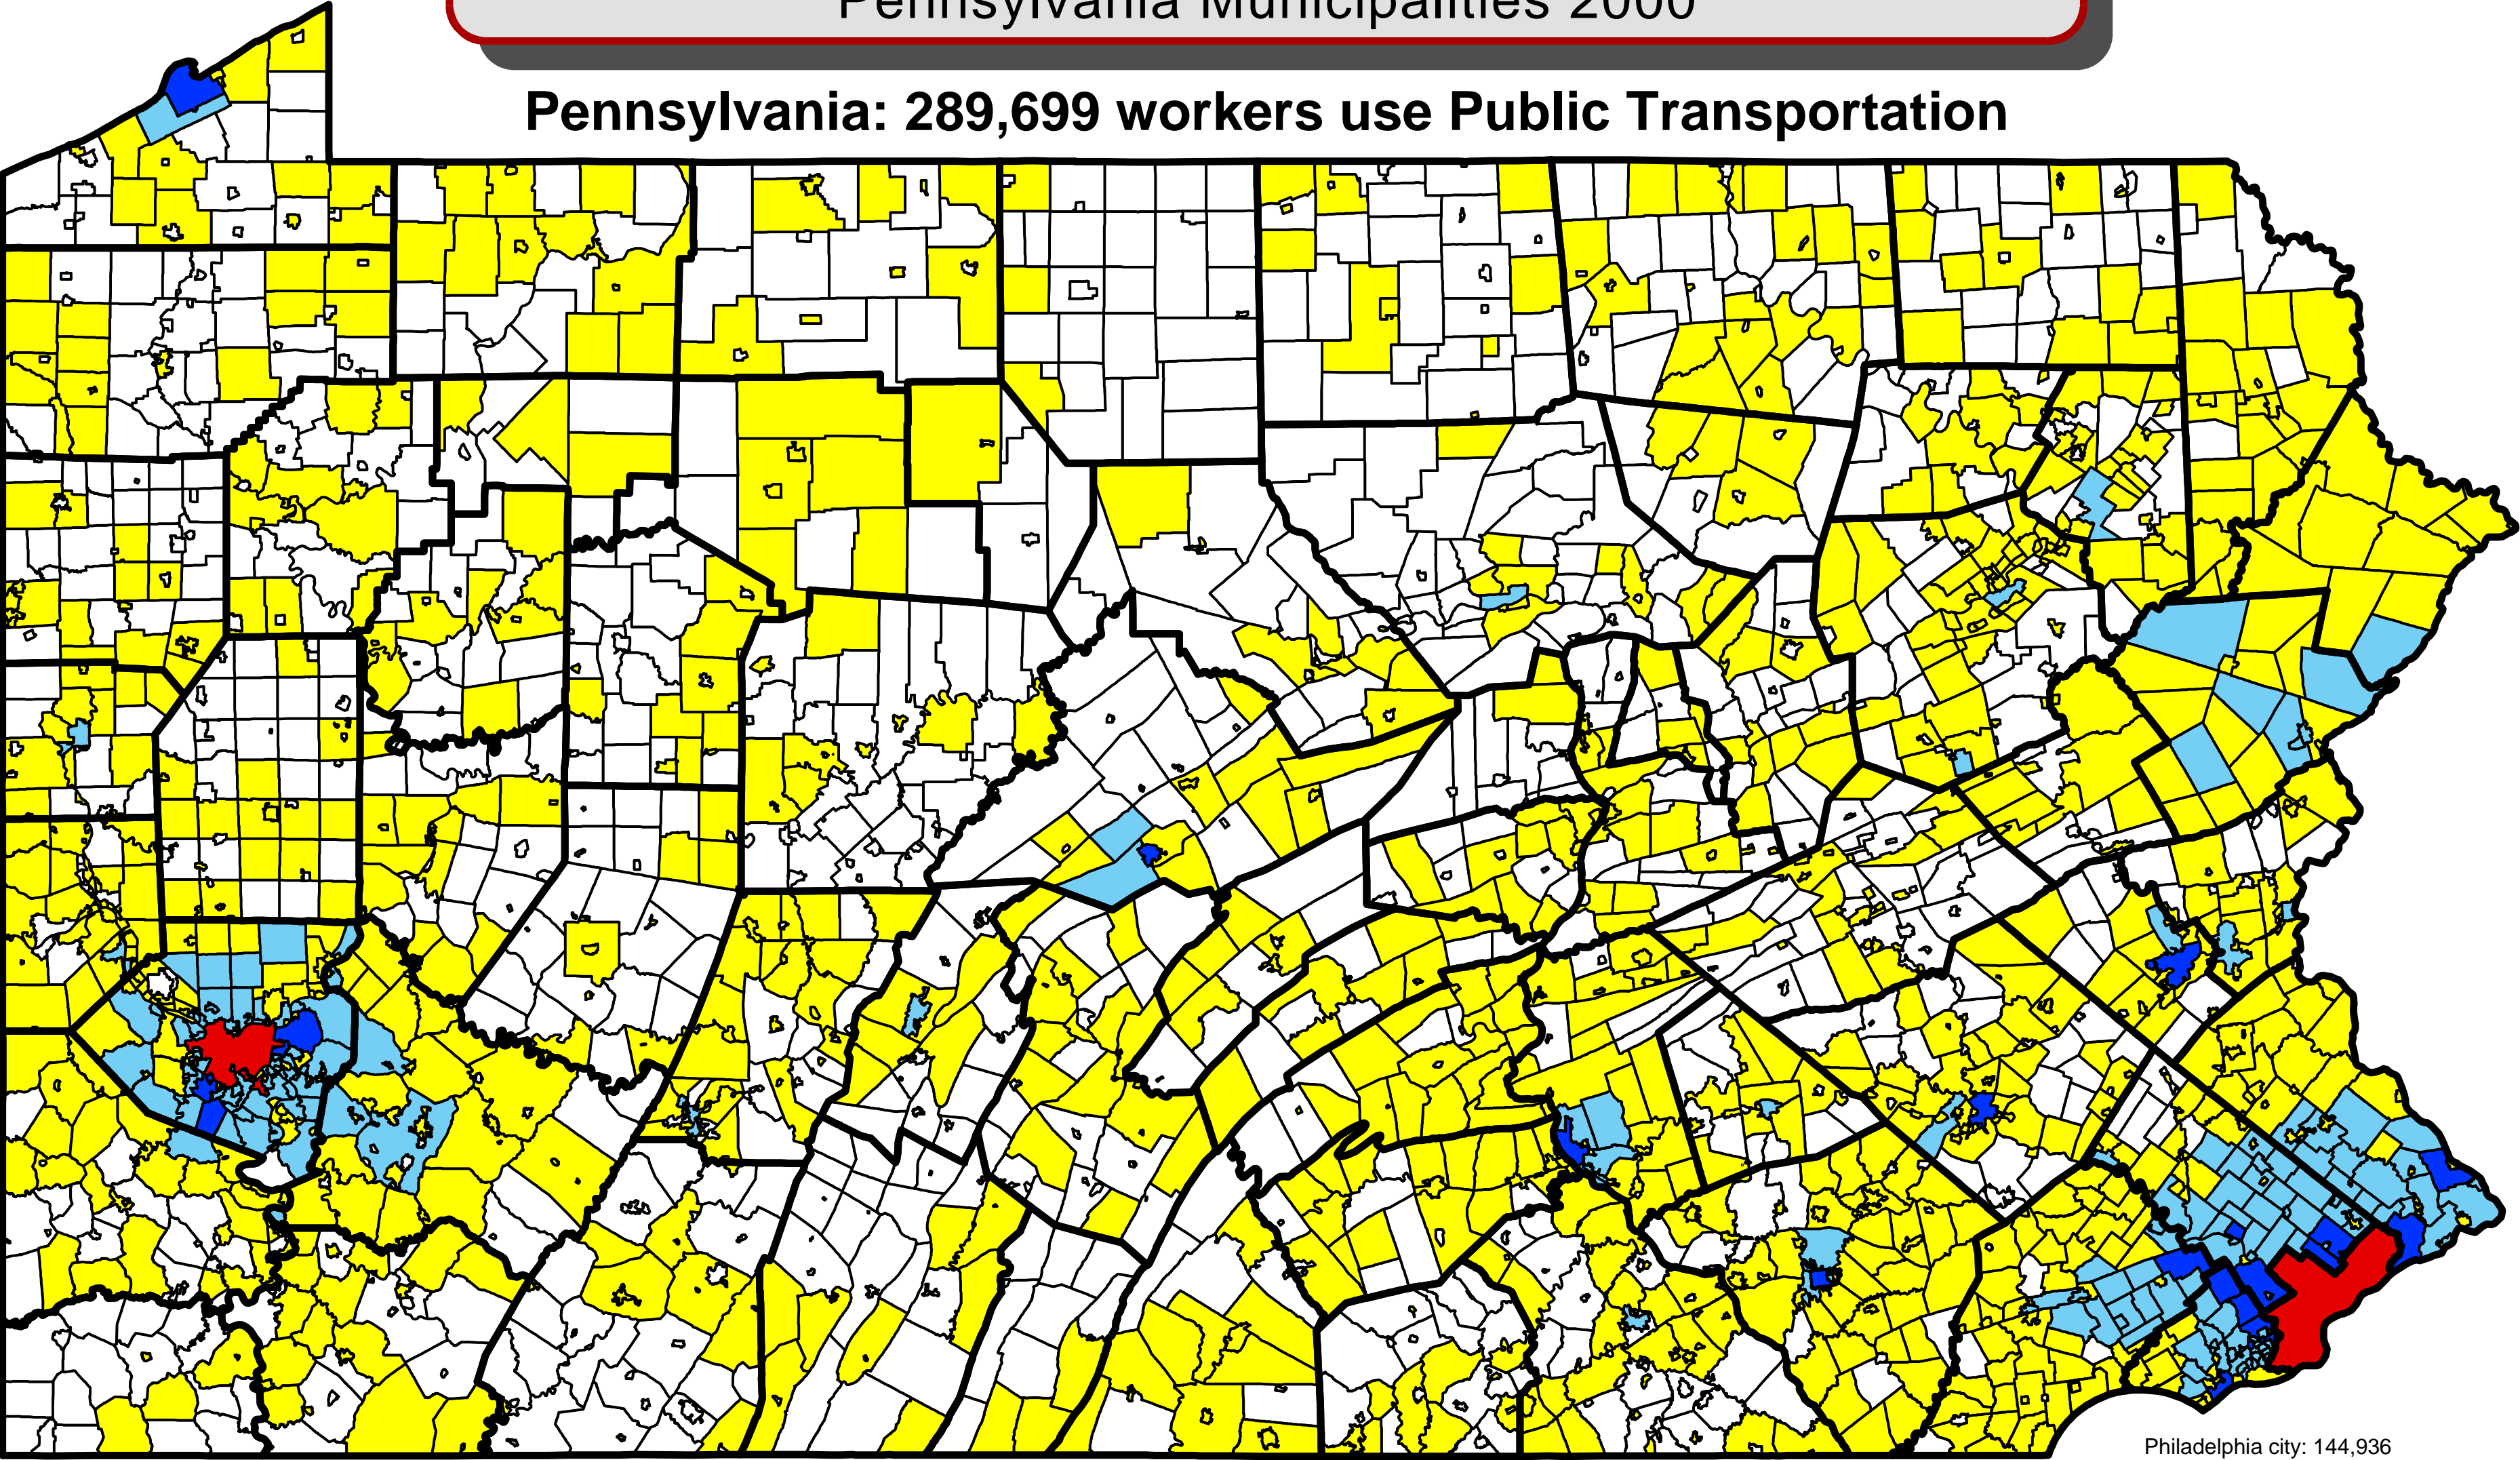 Pennsylvania Municipalities 2000
Pennsylvania: 289,699 workers use Public Transportation
Philadelphia city: 144,936